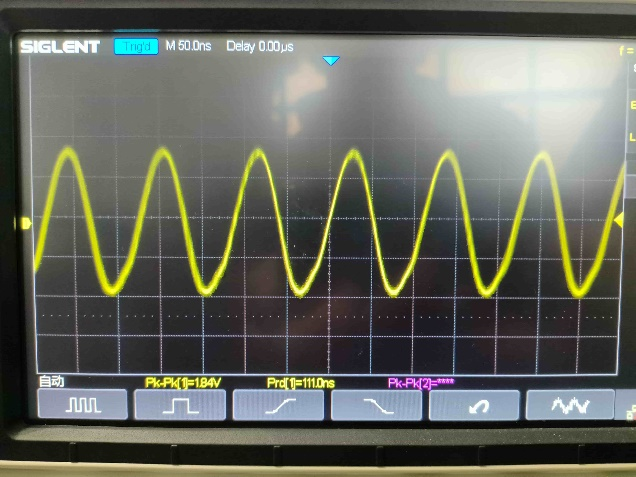 SIGLENT Trig'd M 50.0ns Delay 0.00µs f =
自动 Pk-Pk[1]=1.84V Prd[1]=111.0ns Pk-Pk[2]=****